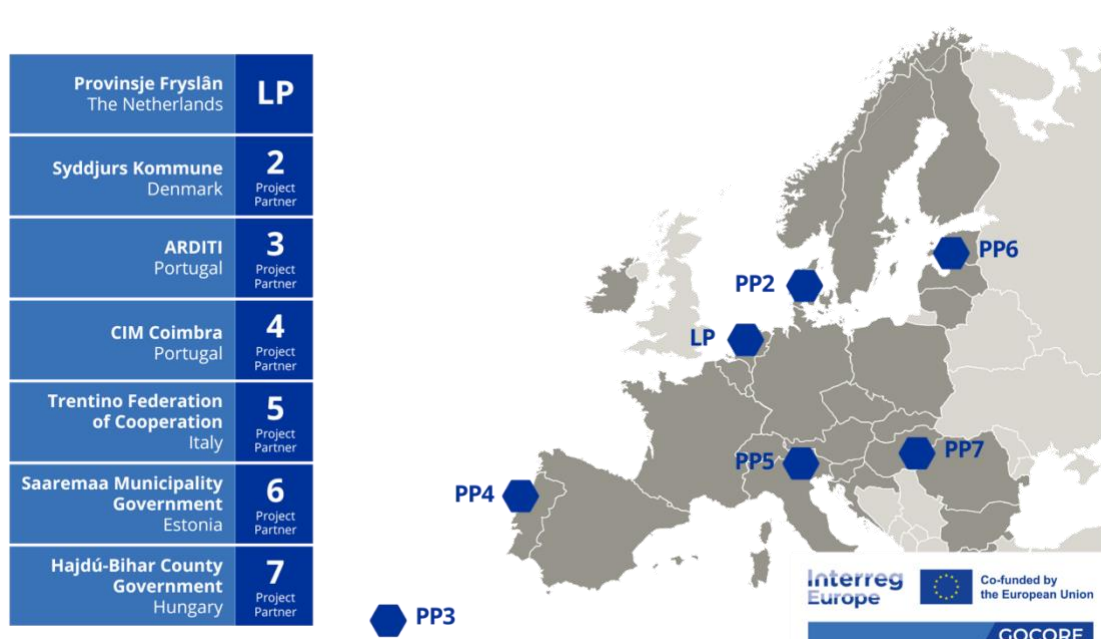 Provinsje Fryslân
The Netherlands
LP
Syddjurs Kommune
Denmark
2
Project
Partner
ARDITI
Portugal
3
Project
Partner
CIM Coimbra
Portugal
4
Project
Partner
Trentino Federation
of Cooperation
Italy
5
Project
Partner
Saaremaa Municipality
Government
Estonia
6
Project
Partner
Hajdú-Bihar County
Government
Hungary
7
Project
Partner
PP6
PP2
LP
PP7
PP5
PP4
PP3
Interreg
Europe
Co-funded by
the European Union
GOCORE